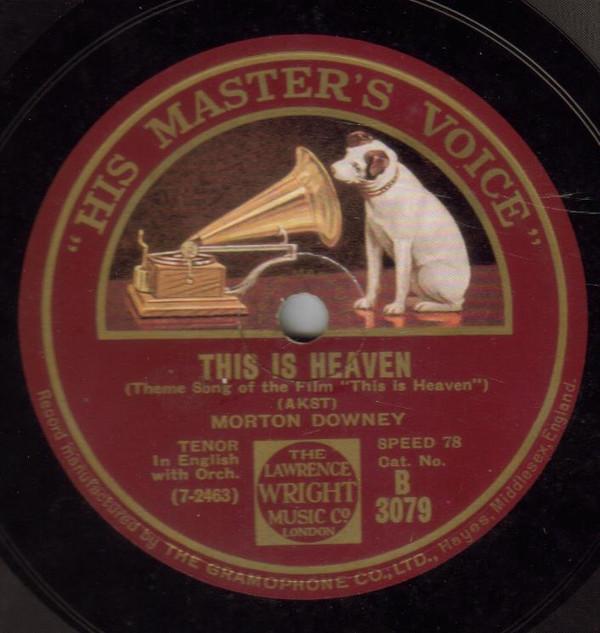 "HIS MASTER'S VOICE"
THIS IS HEAVEN
(Theme Song of the Film "This is Heaven")
(AKST)
MORTON DOWNEY
TENOR
In English
with Orch.
(7-2463)
THE
LAWRENCE
WRIGHT
MUSIC CO
LONDON
SPEED 78
Cat. No.
B
3079
Record manufactured by THE GRAMOPHONE CO., LTD., Hayes, Middlesex, England.